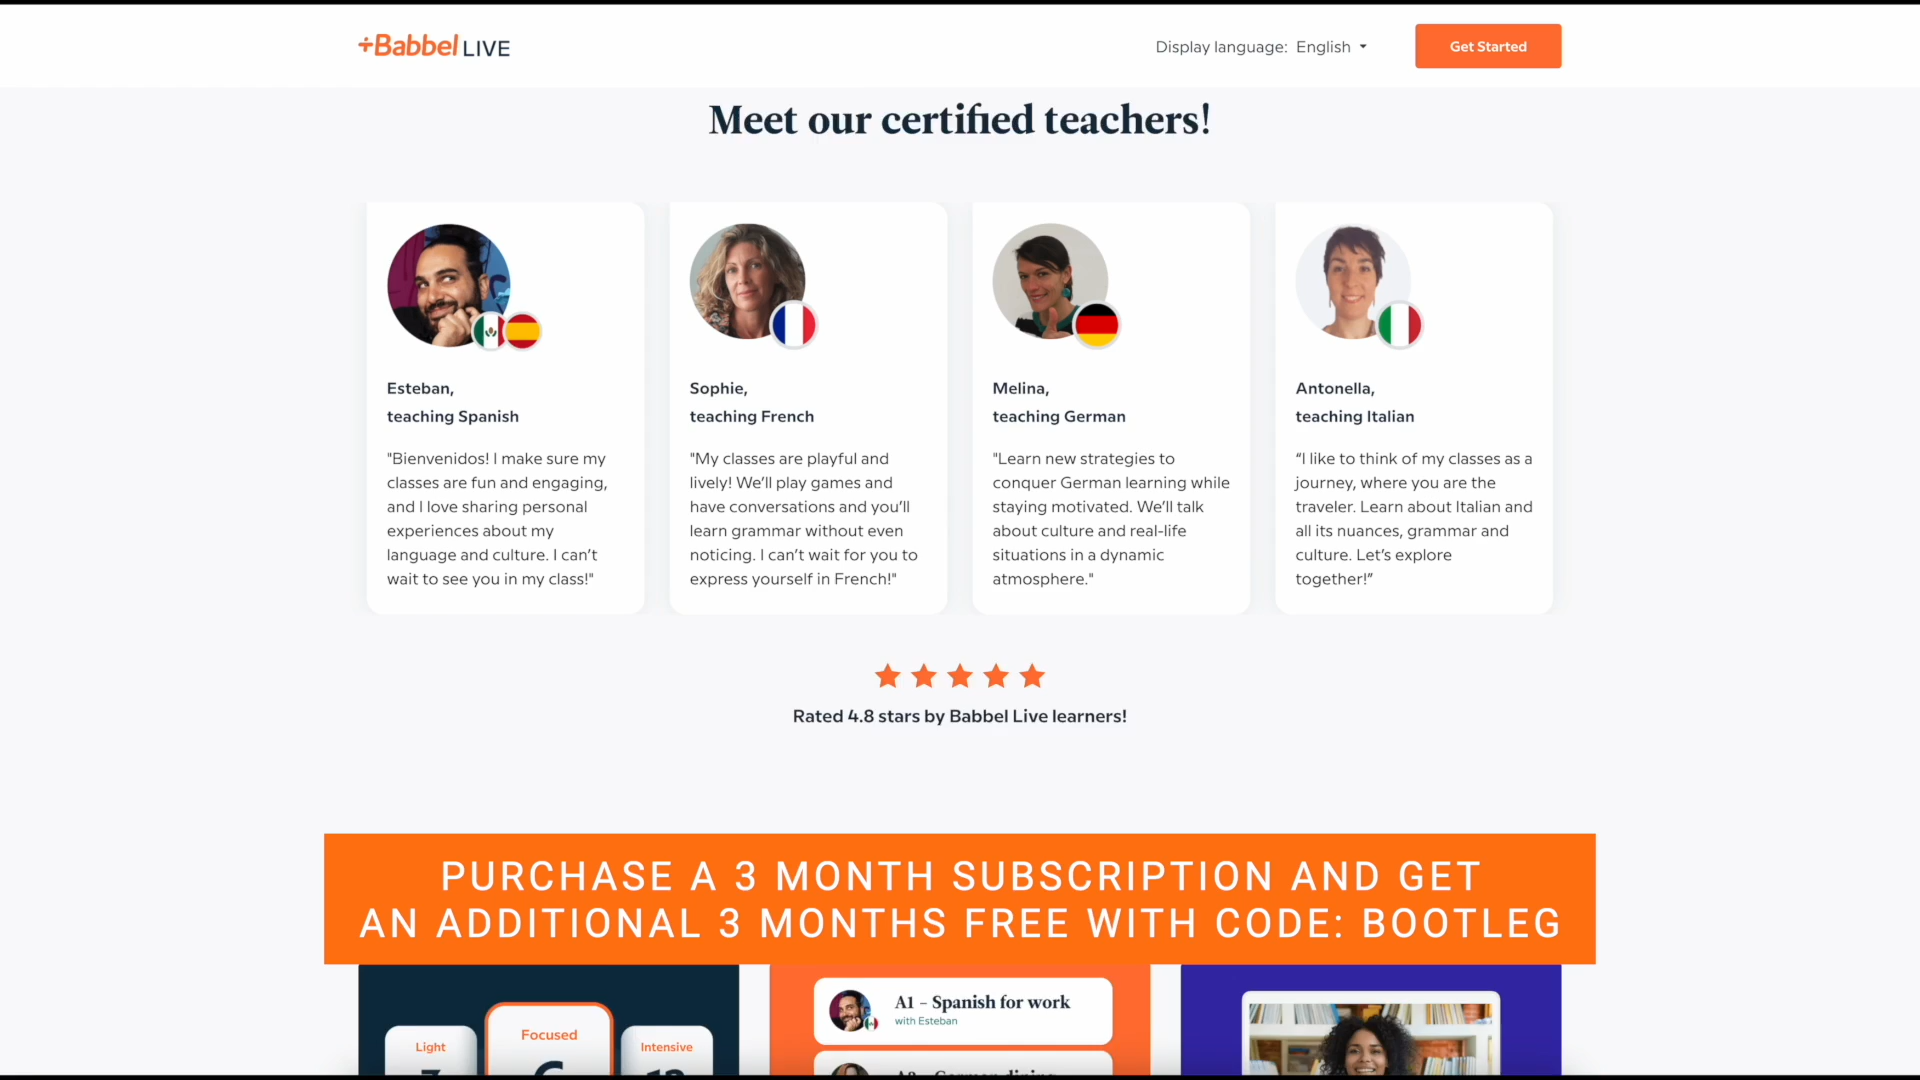 +Babbel LIVE
Display language: English
Get Started
Meet our certified teachers!
Esteban,
teaching Spanish
"Bienvenidos! I make sure my
classes are fun and engaging,
and I love sharing personal
experiences about my
language and culture. I can't
wait to see you in my class!"
Sophie,
teaching French
"My classes are playful and
lively! We'll play games and
have conversations and you'll
learn grammar without even
noticing. I can't wait for you to
express yourself in French!"
Melina,
teaching German
"Learn new strategies to
conquer German learning while
staying motivated. We'll talk
about culture and real-life
situations in a dynamic
atmosphere."
Antonella,
teaching Italian
“I like to think of my classes as a
journey, where you are the
traveler. Learn about Italian and
all its nuances, grammar and
culture. Let's explore
together!”
Rated 4.8 stars by Babbel Live learners!
PURCHASE A 3 MONTH SUBSCRIPTION AND GET
AN ADDITIONAL 3 MONTHS FREE WITH CODE: BOOTLEG
Light
Focused
Intensive
A1 – Spanish for work
with Esteban